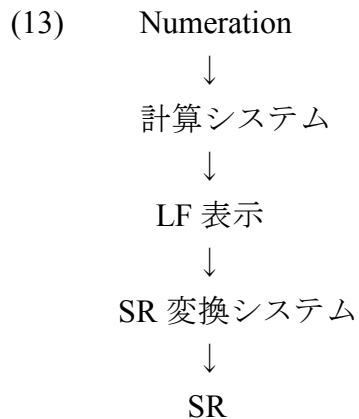 (13) Numeration
↓
計算システム
↓
LF 表示
↓
SR 変換システム
↓
SR